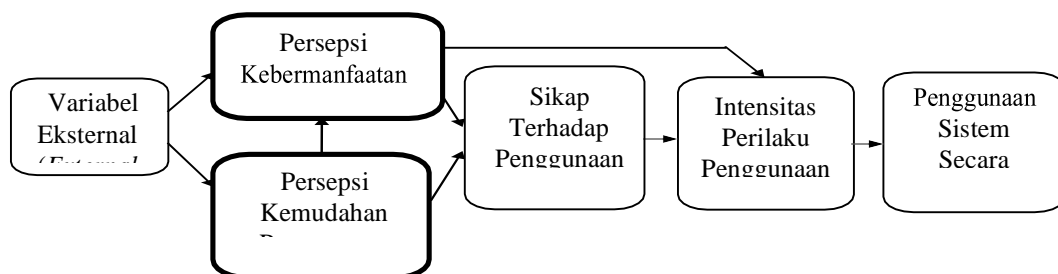 Variabel
Eksternal
Persepsi
Kebermanfaatan
Persepsi
Kemudahan
Sikap
Terhadap
Penggunaan
Intensitas
Perilaku
Penggunaan
Penggunaan
Sistem
Secara